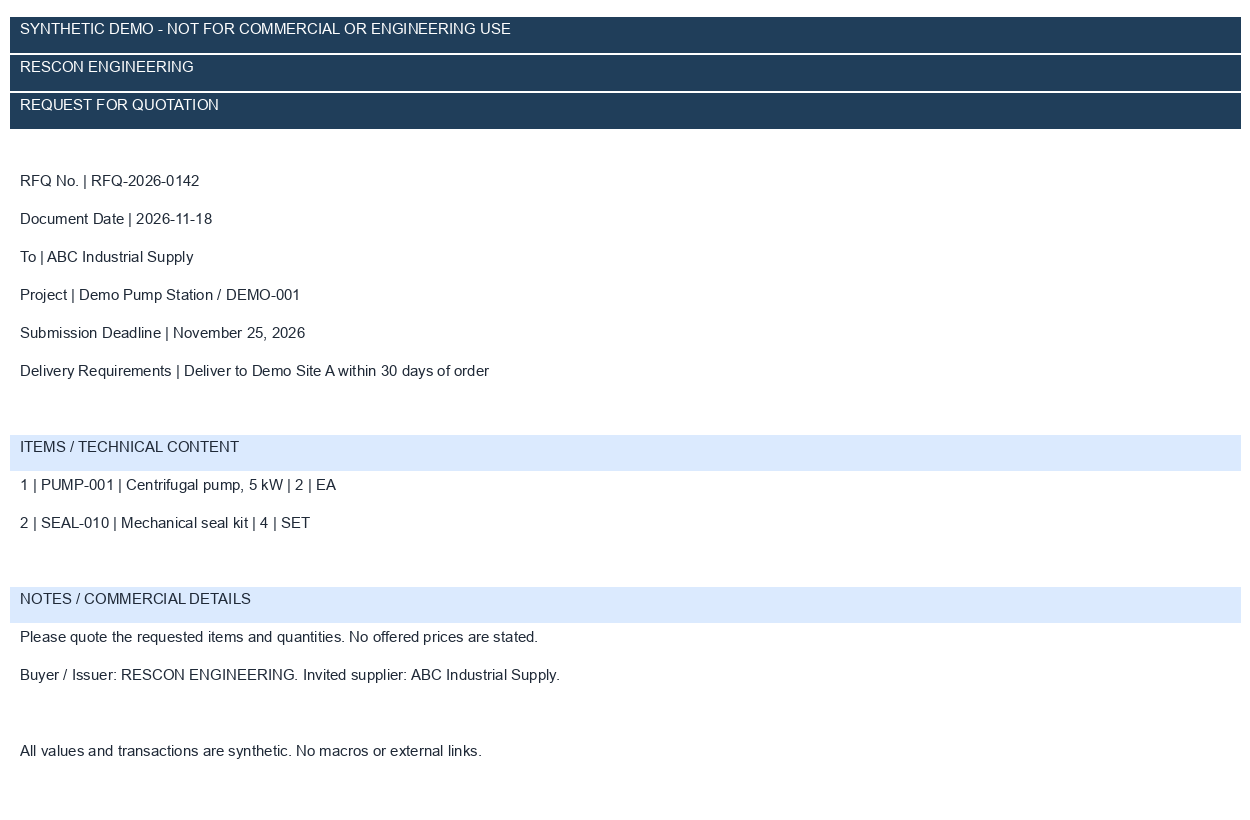 SYNTHETIC DEMO - NOT FOR COMMERCIAL OR ENGINEERING USE
RESCON ENGINEERING
REQUEST FOR QUOTATION
RFQ No. | RFQ-2026-0142
Document Date | 2026-11-18
To | ABC Industrial Supply
Project | Demo Pump Station / DEMO-001
Submission Deadline | November 25, 2026
Delivery Requirements | Deliver to Demo Site A within 30 days of order
ITEMS / TECHNICAL CONTENT
1 | PUMP-001 | Centrifugal pump, 5 kW | 2 | EA
2 | SEAL-010 | Mechanical seal kit | 4 | SET
NOTES / COMMERCIAL DETAILS
Please quote the requested items and quantities. No offered prices are stated.
Buyer / Issuer: RESCON ENGINEERING. Invited supplier: ABC Industrial Supply.
All values and transactions are synthetic. No macros or external links.